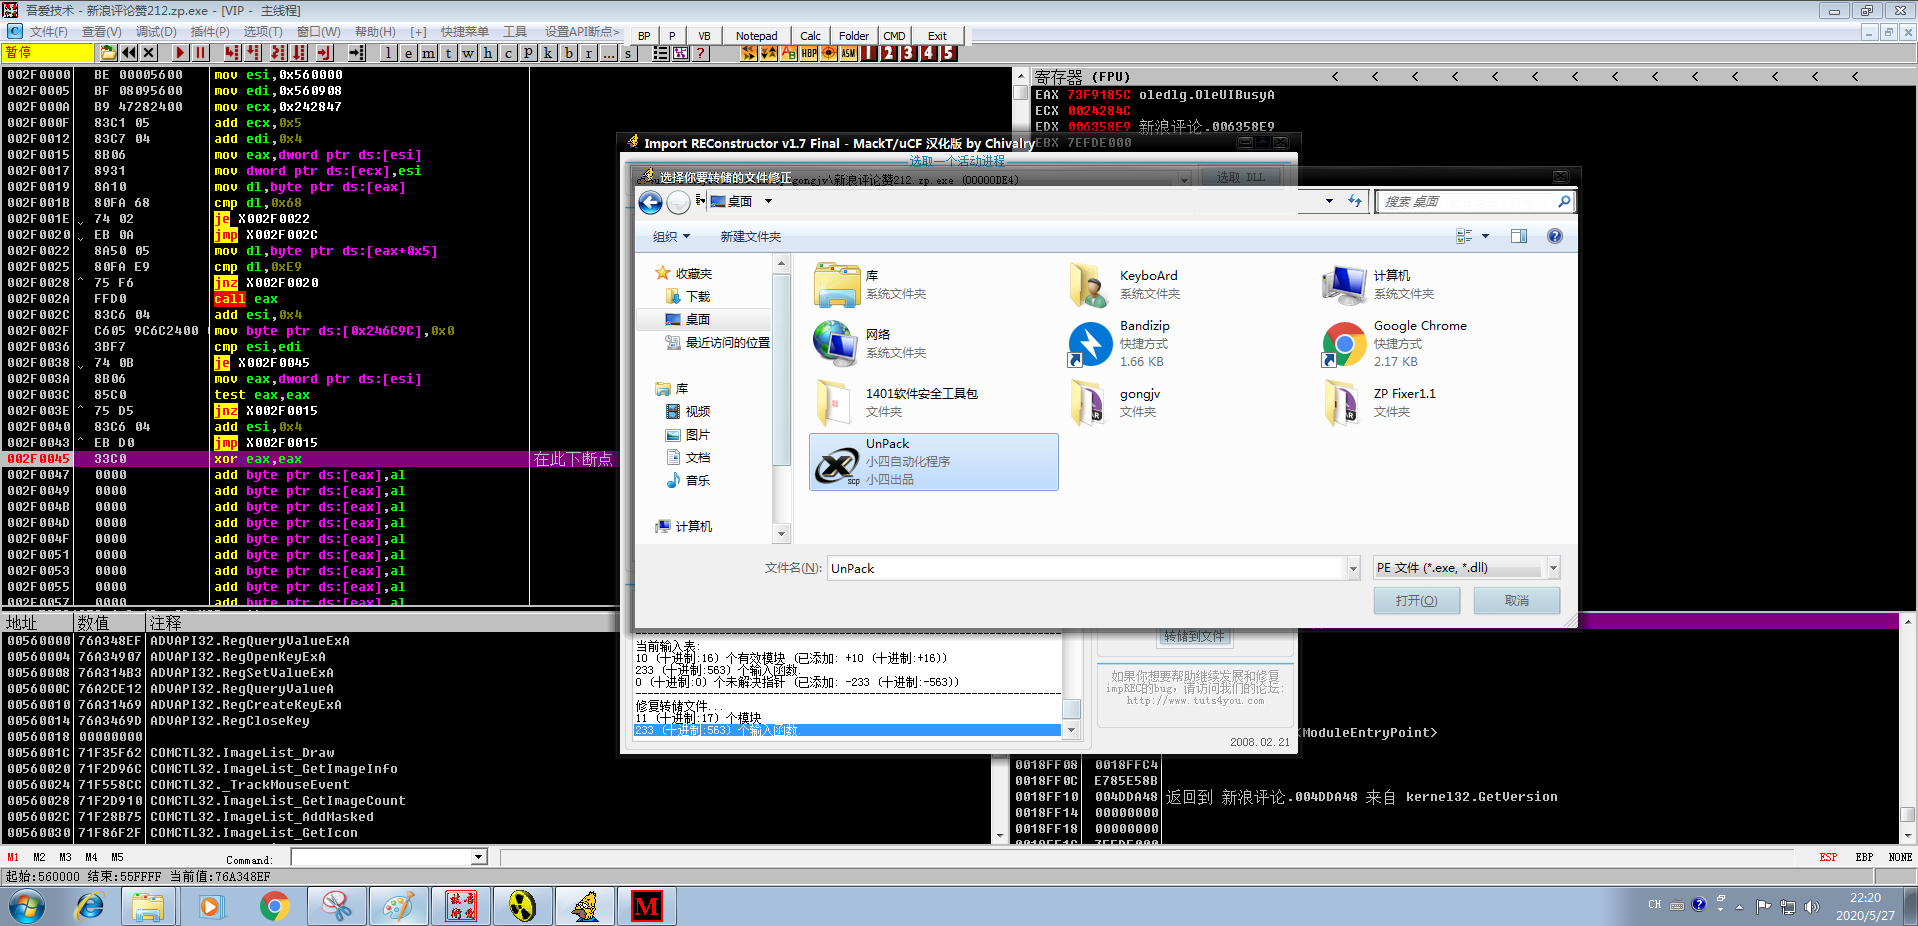 吾爱技术 - 新浪评论赞212.zp.exe - [VIP - 主线程]
文件(F) 查看(V) 调试(D) 插件(P) 选项(T) 窗口(W) 帮助(H) [+] 快捷菜单 工具 设置API断点> BP P VB Notepad Calc Folder CMD Exit
暂停 l e m t w h c p k b r ... s ? HBP ASM 1 2 3 4 5
002F0000 BE 00005600 mov esi,0x560000
002F0005 BF 08095600 mov edi,0x560908
002F000A B9 47282400 mov ecx,0x242847
002F000F 83C1 05 add ecx,0x5
002F0012 83C7 04 add edi,0x4
002F0015 8B06 mov eax,dword ptr ds:[esi]
002F0017 8931 mov dword ptr ds:[ecx],esi
002F0019 8A10 mov dl,byte ptr ds:[eax]
002F001B 80FA 68 cmp dl,0x68
002F001E 74 02 je X002F0022
002F0020 EB 0A jmp X002F002C
002F0022 8A50 05 mov dl,byte ptr ds:[eax+0x5]
002F0025 80FA E9 cmp dl,0xE9
002F0028 75 F6 jnz X002F0020
002F002A FFD0 call eax
002F002C 83C6 04 add esi,0x4
002F002F C605 9C6C2400 mov byte ptr ds:[0x246C9C],0x0
002F0036 3BF7 cmp esi,edi
002F0038 74 0B je X002F0045
002F003A 8B06 mov eax,dword ptr ds:[esi]
002F003C 85C0 test eax,eax
002F003E 75 D5 jnz X002F0015
002F0040 83C6 04 add esi,0x4
002F0043 EB D0 jmp X002F0015
002F0045 33C0 xor eax,eax 在此下断点
002F0047 0000 add byte ptr ds:[eax],al
002F0049 0000 add byte ptr ds:[eax],al
002F004B 0000 add byte ptr ds:[eax],al
002F004D 0000 add byte ptr ds:[eax],al
002F004F 0000 add byte ptr ds:[eax],al
002F0051 0000 add byte ptr ds:[eax],al
002F0053 0000 add byte ptr ds:[eax],al
002F0055 0000 add byte ptr ds:[eax],al
002F0057 0000 add byte ptr ds:[eax],al
寄存器 (FPU) < < < < < < < < < < < < < <
EAX 73F9185C oledlg.OleUIBusyA
ECX 0024284C
EDX 006358E9 新浪评论.006358E9
EBX 7EFDE000
Import REConstructor v1.7 Final - MackT/uCF 汉化版 by Chivalry
选取一个活动进程
gongjv\新浪评论赞212.zp.exe (00000DE4) 选取 DLL
选择你要转储的文件修正
桌面 搜索 桌面
组织 新建文件夹
收藏夹
下载
桌面
最近访问的位置
库
视频
图片
文档
音乐
计算机
库
系统文件夹
KeyboArd
系统文件夹
计算机
系统文件夹
网络
系统文件夹
Bandizip
快捷方式
1.66 KB
Google Chrome
快捷方式
2.17 KB
1401软件安全工具包
文件夹
gongjv
文件夹
ZP Fixer1.1
文件夹
UnPack
小四自动化程序
小四出品
scp
文件名(N): UnPack PE 文件 (*.exe, *.dll)
打开(O) 取消
转储到文件
当前输入表:
10 (十进制:16) 个有效模块 (已添加: +10 (十进制:+16))
233 (十进制:563) 个输入函数.
0 (十进制:0) 个未解决指针 (已添加: -233 (十进制:-563))
修复转储文件...
11 (十进制:17) 个模块
233 (十进制:563) 个输入函数.
如果你想要帮助继续发展和修复
impREC的bug, 请访问我们的论坛:
http://www.tuts4you.com
2008.02.21
地址 数值 注释
00560000 76A348EF ADVAPI32.RegQueryValueExA
00560004 76A34907 ADVAPI32.RegOpenKeyExA
00560008 76A314B3 ADVAPI32.RegSetValueExA
0056000C 76A2CE12 ADVAPI32.RegQueryValueA
00560010 76A31469 ADVAPI32.RegCreateKeyExA
00560014 76A3469D ADVAPI32.RegCloseKey
00560018 00000000
0056001C 71F35F62 COMCTL32.ImageList_Draw
00560020 71F2D96C COMCTL32.ImageList_GetImageInfo
00560024 71F558CC COMCTL32._TrackMouseEvent
00560028 71F2D910 COMCTL32.ImageList_GetImageCount
0056002C 71F28B75 COMCTL32.ImageList_AddMasked
00560030 71F86F2F COMCTL32.ImageList_GetIcon
ModuleEntryPoint>
0018FF08 0018FFC4
0018FF0C E785E58B
0018FF10 004DDA48 返回到 新浪评论.004DDA48 来自 kernel32.GetVersion
0018FF14 00000000
0018FF18 00000000
M1 M2 M3 M4 M5 Command: ESP EBP NONE
起始:560000 结束:55FFFF 当前值:76A348EF
CH 22:20
2020/5/27